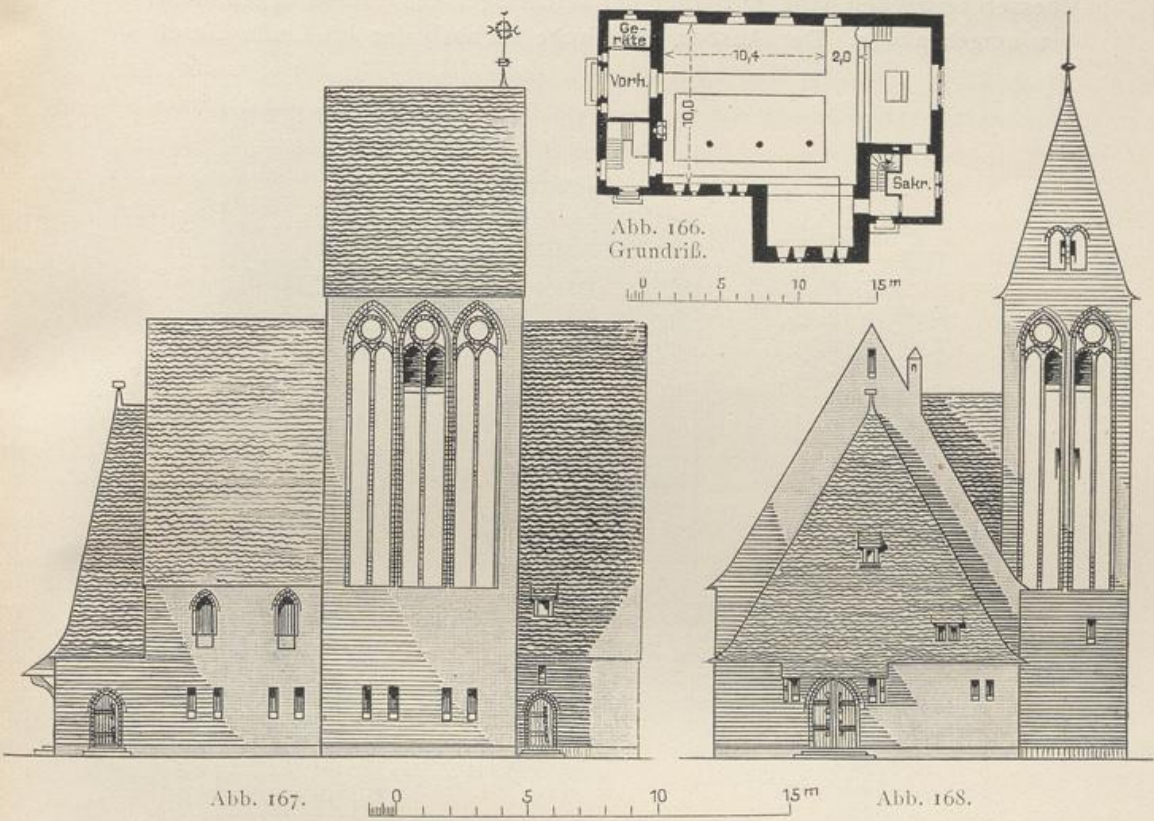 Ge-
räte
Vorh.
10,4
2,0
10,0
Sakr.
Abb. 166.
Grundriß.
0 5 10 15 m
Abb. 167.
0 5 10 15 m
Abb. 168.